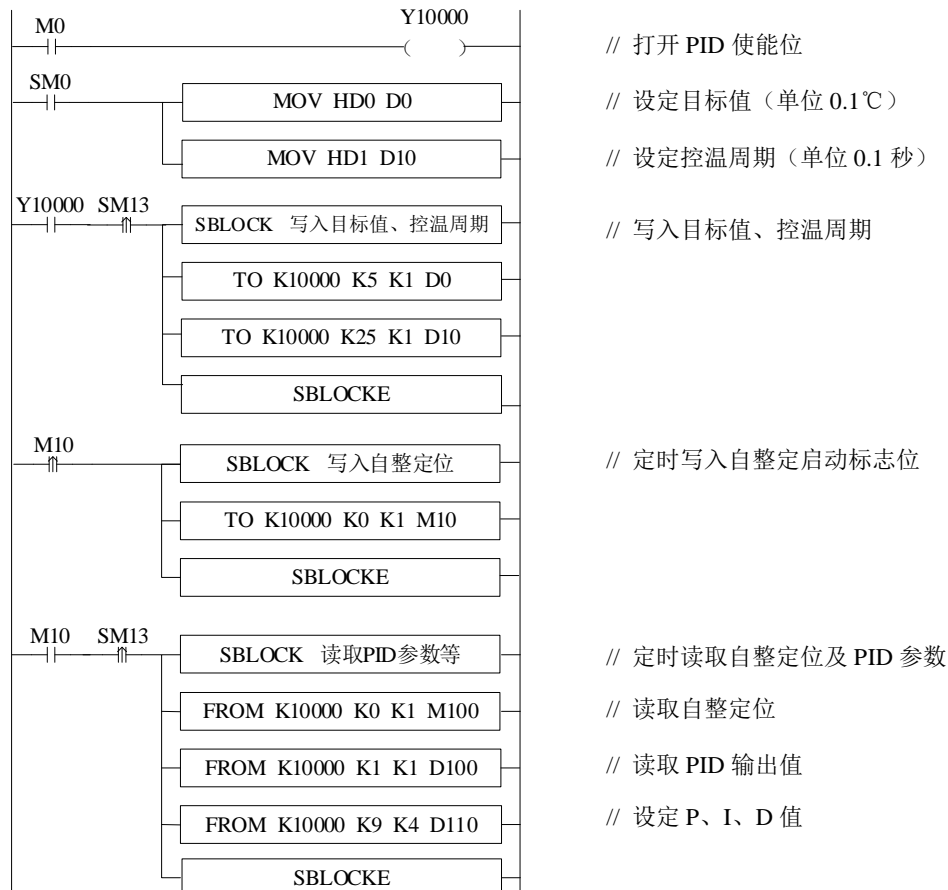 M0 Y10000 // 打开 PID 使能位
SM0
MOV HD0 D0 // 设定目标值（单位 0.1℃）
MOV HD1 D10 // 设定控温周期（单位 0.1 秒）
Y10000 SM13
SBLOCK 写入目标值、控温周期 // 写入目标值、控温周期
TO K10000 K5 K1 D0
TO K10000 K25 K1 D10
SBLOCKE
M10
SBLOCK 写入自整定位 // 定时写入自整定启动标志位
TO K10000 K0 K1 M10
SBLOCKE
M10 SM13
SBLOCK 读取PID参数等 // 定时读取自整定位及 PID 参数
FROM K10000 K0 K1 M100 // 读取自整定位
FROM K10000 K1 K1 D100 // 读取 PID 输出值
FROM K10000 K9 K4 D110 // 设定 P、I、D 值
SBLOCKE